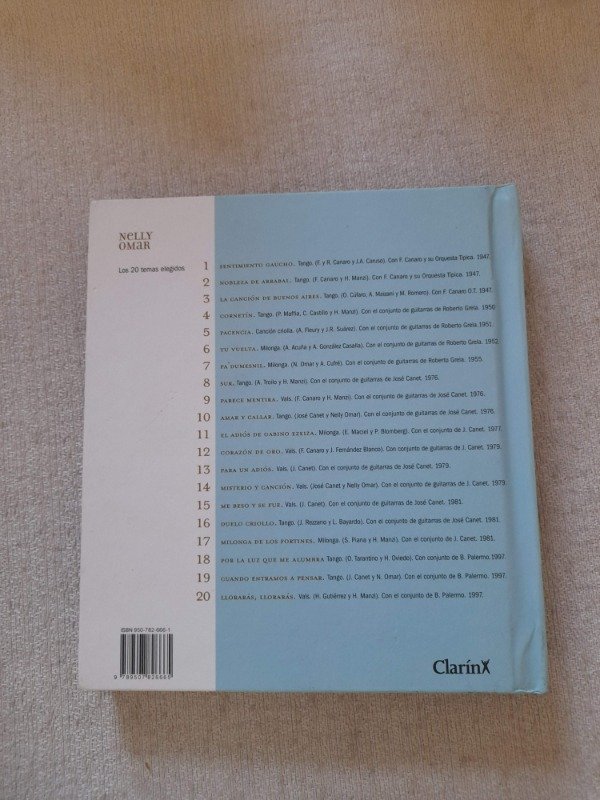 NELLY
OMAR
Los 20 temas elegidos
1 SENTIMIENTO GAUCHO. Tango. (F. y R. Canaro y J.A. Caruso). Con F. Canaro y su Orquesta Típica. 1947.
2 NOBLEZA DE ARRABAL. Tango. (F. Canaro y H. Manzi). Con F. Canaro y su Orquesta Típica. 1947.
3 LA CANCIÓN DE BUENOS AIRES. Tango. (O. Cúfaro, A. Maizani y M. Romero). Con F. Canaro O.T. 1947.
4 CORNETÍN. Tango. (P. Maffia, C. Castillo y H. Manzi). Con el conjunto de guitarras de Roberto Grela. 1950
5 PACENCIA. Canción criolla. (A. Fleury y J.R. Suárez). Con el conjunto de guitarras de Roberto Grela. 1951.
6 TU VUELTA. Milonga. (A. Acuña y A. González Casalla). Con el conjunto de guitarras de Roberto Grela. 1952
7 PA DUMESNIL. Milonga. (N. Omar y A. Cufré). Con el conjunto de guitarras de Roberto Grela. 1955.
8 SUR. Tango. (A. Troilo y H. Manzi). Con el conjunto de guitarras de José Canet. 1976.
9 PARECE MENTIRA. Vals. (F. Canaro y H. Manzi). Con el conjunto de guitarras de José Canet. 1976.
10 AMAR Y CALLAR. Tango. (José Canet y Nelly Omar). Con el conjunto de guitarras de José Canet. 1976.
11 EL ADIÓS DE GABINO EZEIZA. Milonga. (E. Maciel y P. Blomberg). Con el conjunto de J. Canet. 1977.
12 CORAZÓN DE ORO. Vals. (F. Canaro y J. Fernández Blanco). Con el conjunto de guitarras de J. Canet. 1979.
13 PARA UN ADIÓS. Vals. (J. Canet). Con el conjunto de guitarras de José Canet. 1979.
14 MISTERIO Y CANCIÓN. Vals. (José Canet y Nelly Omar). Con el conjunto de guitarras de J. Canet. 1979.
15 ME BESO Y SE FUE. Vals. (J. Canet). Con el conjunto de guitarras de José Canet. 1981.
16 DUELO CRIOLLO. Tango. (J. Rezzano y L. Bayardo). Con el conjunto de guitarras de José Canet. 1981.
17 MILONGA DE LOS FORTINES. Milonga. (S. Piana y H. Manzi). Con el conjunto de J. Canet. 1981.
18 POR LA LUZ QUE ME ALUMBRA Tango. (O. Tarantino y H. Oviedo). Con conjunto de B. Palermo. 1997.
19 CUANDO ENTRAMOS A PENSAR. Tango. (J. Canet y N. Omar). Con el conjunto de B. Palermo. 1997.
20 LLORARÁS, LLORARÁS. Vals. (H. Gutiérrez y H. Manzi). Con el conjunto de B. Palermo. 1997.
ISBN 950-782-666-1
9 789507 826665
Clarín